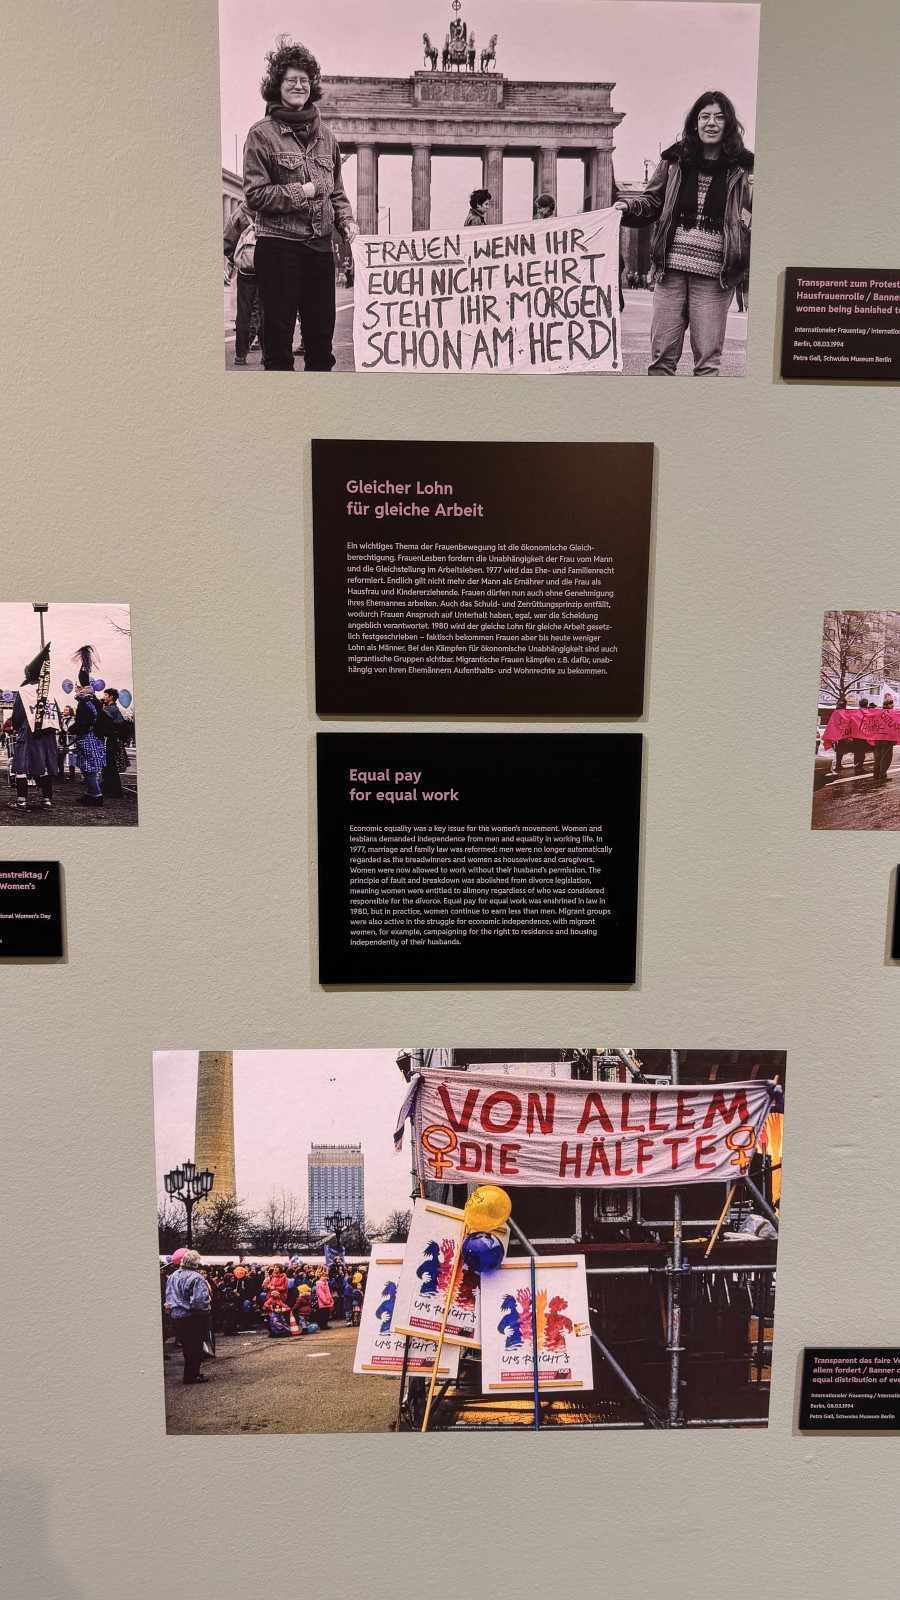 FRAUEN, WENN IHR
EUCH NICHT WEHRT
STEHT IHR MORGEN
SCHON AM HERD!
Transparent zum Protest
Hausfrauenrolle / Banne
women being banished t
Internationaler Frauentag / Internatio
Berlin, 08.03.1994
Petra Gall, Schwules Museum Berlin
Gleicher Lohn
für gleiche Arbeit
Ein wichtiges Thema der Frauenbewegung ist die ökonomische Gleich-
berechtigung. FrauenLesben fordern die Unabhängigkeit der Frau vom Mann
und die Gleichstellung im Arbeitsleben. 1977 wird das Ehe- und Familienrecht
reformiert. Endlich gilt nicht mehr der Mann als Ernährer und die Frau als
Hausfrau und Kindererziehende. Frauen dürfen nun auch ohne Genehmigung
ihres Ehemannes arbeiten. Auch das Schuld- und Zerrüttungsprinzip entfällt,
wodurch Frauen Anspruch auf Unterhalt haben, egal, wer die Scheidung
angeblich verantwortet. 1980 wird der gleiche Lohn für gleiche Arbeit gesetz-
lich festgeschrieben – faktisch bekommen Frauen aber bis heute weniger
Lohn als Männer. Bei den Kämpfen für ökonomische Unabhängigkeit sind auch
migrantische Gruppen sichtbar. Migrantische Frauen kämpfen z.B. dafür, unab-
hängig von ihren Ehemännern Aufenthalts- und Wohnrechte zu bekommen.
Equal pay
for equal work
Economic equality was a key issue for the women's movement. Women and
lesbians demanded independence from men and equality in working life. In
1977, marriage and family law was reformed: men were no longer automatically
regarded as the breadwinners and women as housewives and caregivers.
Women were now allowed to work without their husband's permission. The
principle of fault and breakdown was abolished from divorce legislation,
meaning women were entitled to alimony regardless of who was considered
responsible for the divorce. Equal pay for equal work was enshrined in law in
1980, but in practice, women continue to earn less than men. Migrant groups
were also active in the struggle for economic independence, with migrant
women, for example, campaigning for the right to residence and housing
independently of their husbands.
enstreiktag /
Women's
ional Women's Day
VON ALLEM
DIE HÄLFTE
UNS REICHT'S
UNS REICHT'S
UNS REICHT'S
DGB
DGB
Transparent das faire Ve
allem fordert / Banner c
equal distribution of eve
Internationaler Frauentag / Internatio
Berlin, 08.03.1994
Petra Gall, Schwules Museum Berlin